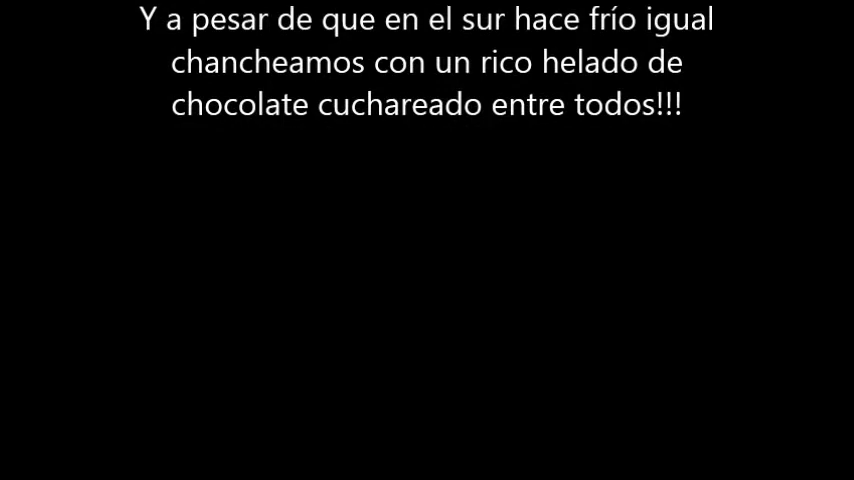 Y a pesar de que en el sur hace frío igual
chancheamos con un rico helado de
chocolate cuchareado entre todos!!!